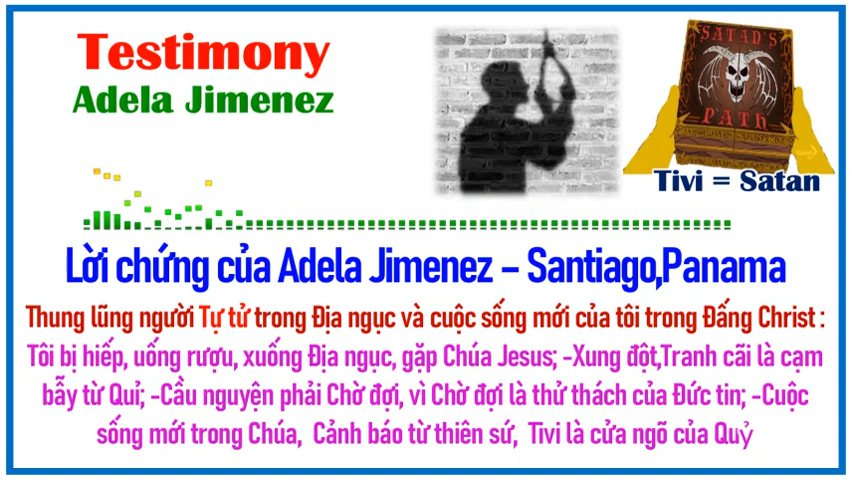 Testimony
Adela Jimenez
SATAN'S
PATH
Tivi = Satan
Lời chứng của Adela Jimenez – Santiago,Panama
Thung lũng người Tự tử trong Địa ngục và cuộc sống mới của tôi trong Đấng Christ :
Tôi bị hiếp, uống rượu, xuống Địa ngục, gặp Chúa Jesus; -Xung đột,Tranh cãi là cạm
bẫy từ Quỉ; -Cầu nguyện phải Chờ đợi, vì Chờ đợi là thử thách của Đức tin; -Cuộc
sống mới trong Chúa, Cảnh báo từ thiên sứ, Tivi là cửa ngõ của Quỷ